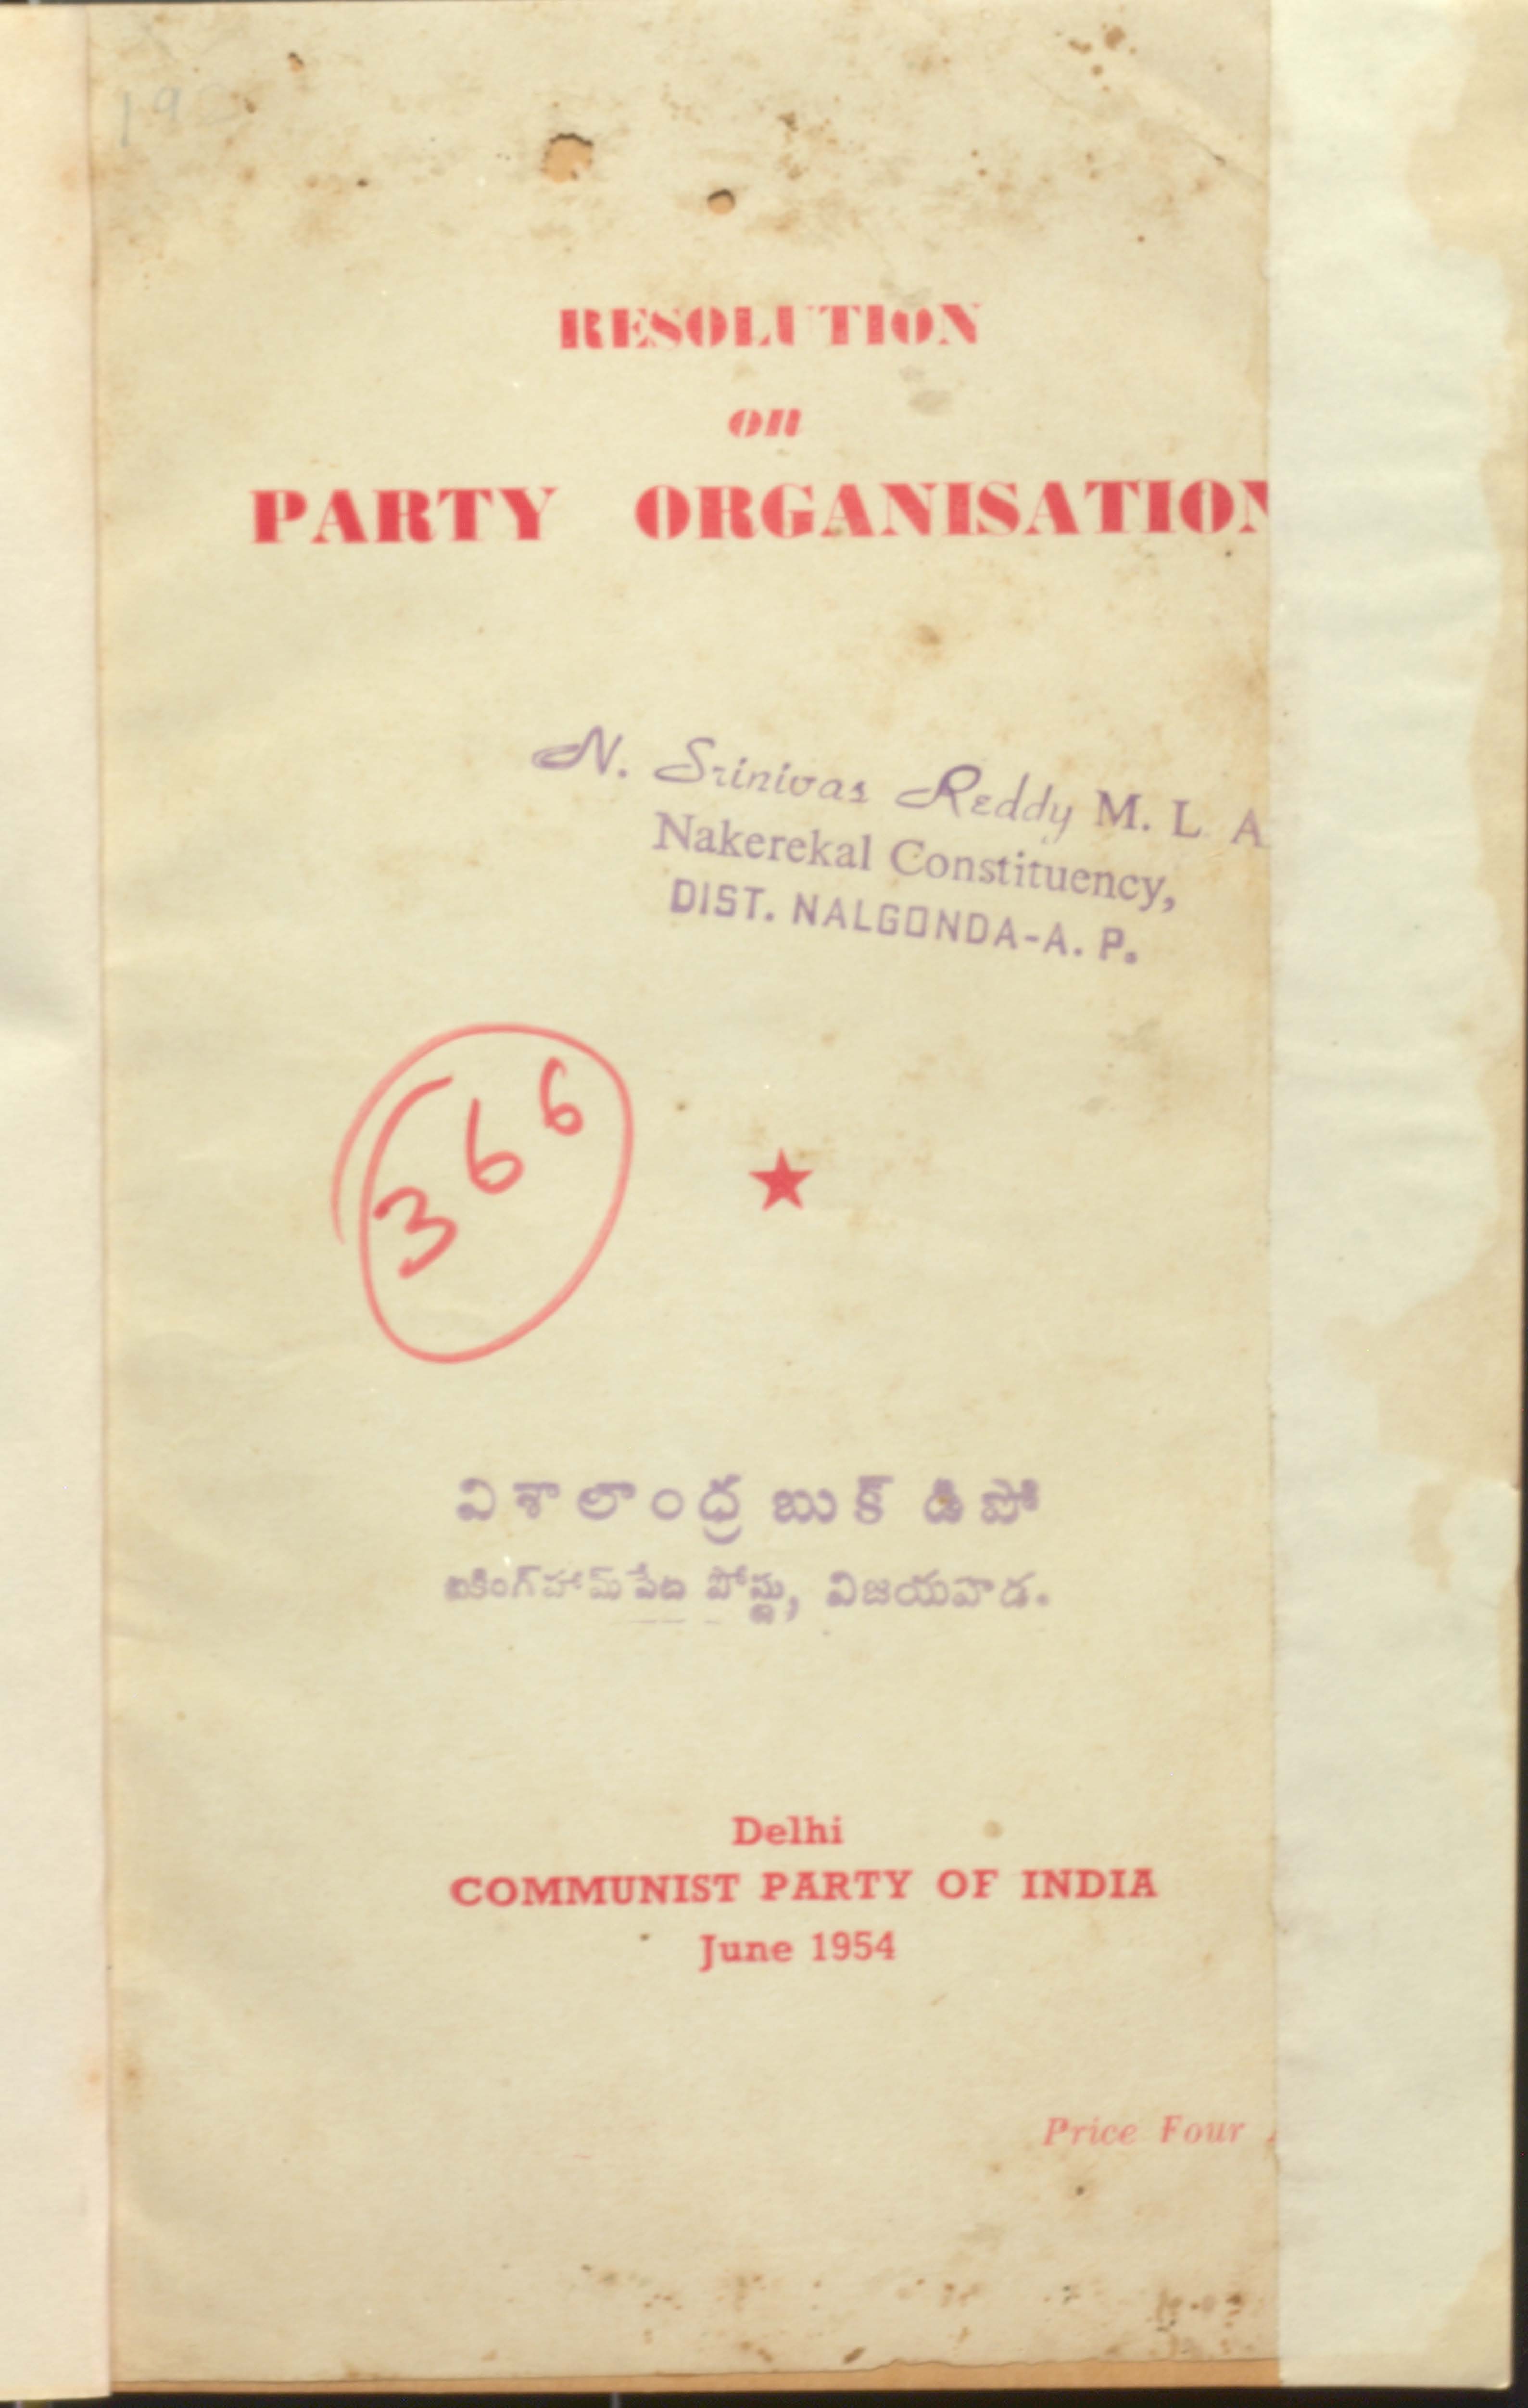 RESOLUTION
on
PARTY ORGANISATION
N. Srinivas Reddy M. L. A
Nakerekal Constituency,
DIST. NALGONDA-A. P.
366
విశాలాంధ్ర బుక్ డిపో
పోస్టు, విజయవాడ.
Delhi
COMMUNIST PARTY OF INDIA
June 1954
Price Four